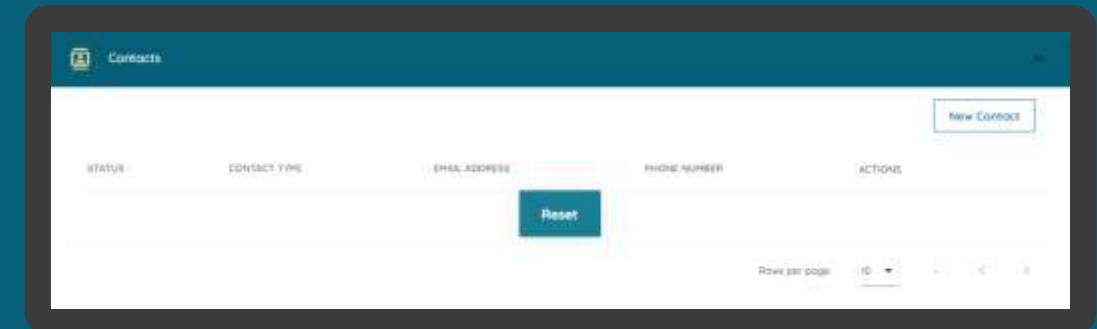 Contacts
New Contact
STATUS CONTACT TYPE EMAIL ADDRESS PHONE NUMBER ACTIONS
Reset
Rows per page 10 - < >